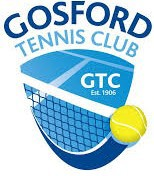 GOSFORD
TENNIS CLUB
GTC
Est. 1906